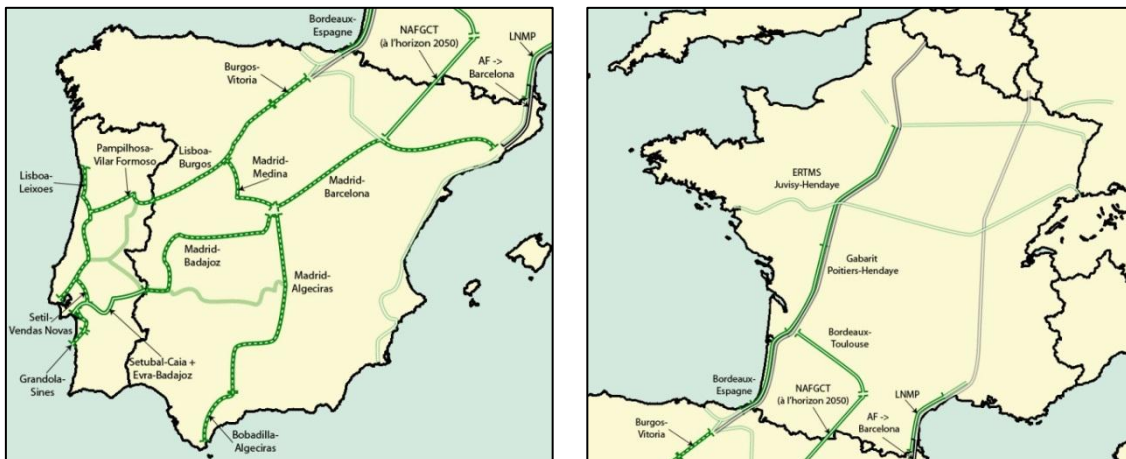 Bordeaux-
Espagne
NAFGCT
(à l'horizon 2050)
LNMP
AF ->
Barcelona
Burgos-
Vitoria
Pampilhosa-
Vilar Formoso
Lisboa-
Burgos
Madrid-
Medina
Lisboa-
Leixoes
Madrid-
Barcelona
Madrid-
Badajoz
Madrid-
Algeciras
Setil-
Vendas Novas
Setubal-Caia +
Evra-Badajoz
Grandola-
Sines
Bobadilla-
Algeciras
ERTMS
Juvisy-Hendaye
Gabarit
Poitiers-Hendaye
Bordeaux-
Toulouse
Bordeaux-
Espagne
NAFGCT
(à l'horizon 2050)
LNMP
AF ->
Barcelona
Burgos-
Vitoria